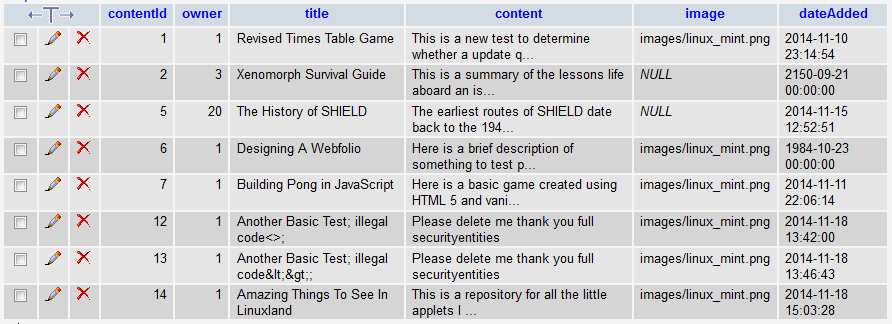 contentId owner title content image dateAdded
1 1 Revised Times Table Game This is a new test to determine images/linux_mint.png 2014-11-10
whether a update q... 23:14:54
2 3 Xenomorph Survival Guide This is a summary of the lessons life NULL 2150-09-21
aboard an is... 00:00:00
5 20 The History of SHIELD The earliest routes of SHIELD date NULL 2014-11-15
back to the 194... 12:52:51
6 1 Designing A Webfolio Here is a brief description of images/linux_mint.png 1984-10-23
something to test p... 00:00:00
7 1 Building Pong in JavaScript Here is a basic game created using images/linux_mint.png 2014-11-11
HTML 5 and vani... 22:06:14
12 1 Another Basic Test; illegal Please delete me thank you full images/linux_mint.png 2014-11-18
code<>; securityentities 13:42:00
13 1 Another Basic Test; illegal Please delete me thank you full images/linux_mint.png 2014-11-18
code&lt;&gt;; securityentities 13:46:43
14 1 Amazing Things To See In This is a repository for all the little images/linux_mint.png 2014-11-18
Linuxland applets I ... 15:03:28